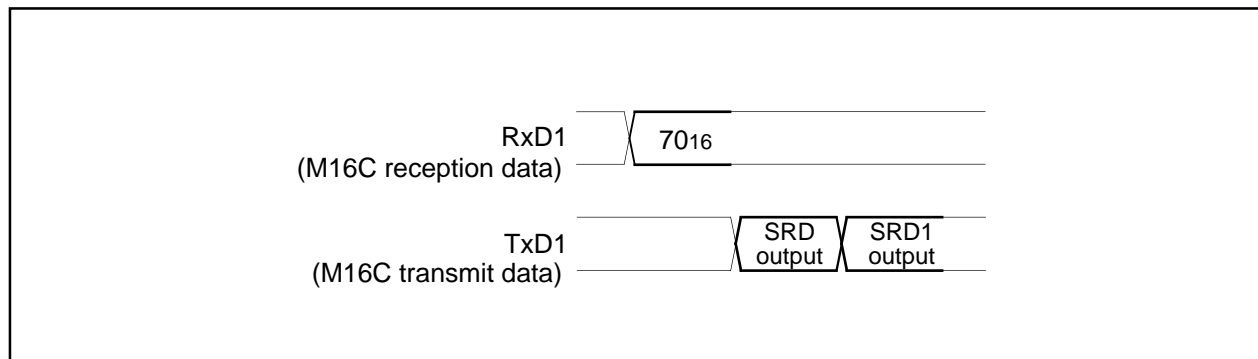 RxD1
(M16C reception data)
7016
TxD1
(M16C transmit data)
SRD
output
SRD1
output